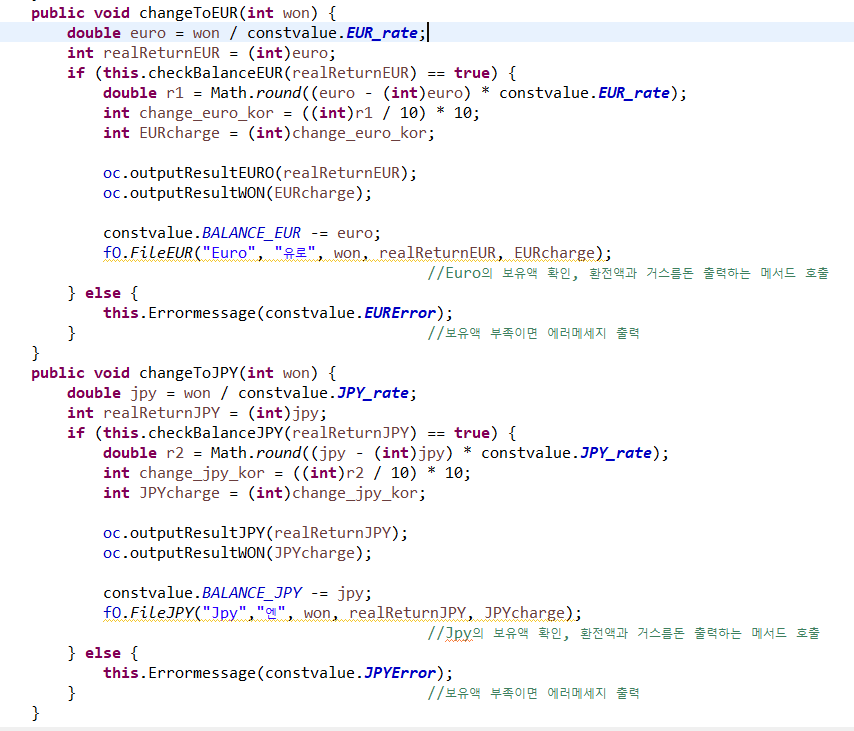 public void changeToEUR(int won) {
double euro = won / constvalue.EUR_rate;
int realReturnEUR = (int)euro;
if (this.checkBalanceEUR(realReturnEUR) == true) {
double r1 = Math.round((euro - (int)euro) * constvalue.EUR_rate);
int change_euro_kor = ((int)r1 / 10) * 10;
int EURcharge = (int)change_euro_kor;
oc.outputResultEURO(realReturnEUR);
oc.outputResultWON(EURcharge);
constvalue.BALANCE_EUR -= euro;
fO.FileEUR("Euro", "유로", won, realReturnEUR, EURcharge);
//Euro의 보유액 확인, 환전액과 거스름돈 출력하는 메서드 호출
} else {
this.Errormessage(constvalue.EURError);
} //보유액 부족이면 에러메세지 출력
}
public void changeToJPY(int won) {
double jpy = won / constvalue.JPY_rate;
int realReturnJPY = (int)jpy;
if (this.checkBalanceJPY(realReturnJPY) == true) {
double r2 = Math.round((jpy - (int)jpy) * constvalue.JPY_rate);
int change_jpy_kor = ((int)r2 / 10) * 10;
int JPYcharge = (int)change_jpy_kor;
oc.outputResultJPY(realReturnJPY);
oc.outputResultWON(JPYcharge);
constvalue.BALANCE_JPY -= jpy;
fO.FileJPY("Jpy","엔", won, realReturnJPY, JPYcharge);
//Jpy의 보유액 확인, 환전액과 거스름돈 출력하는 메서드 호출
} else {
this.Errormessage(constvalue.JPYError);
} //보유액 부족이면 에러메세지 출력
}